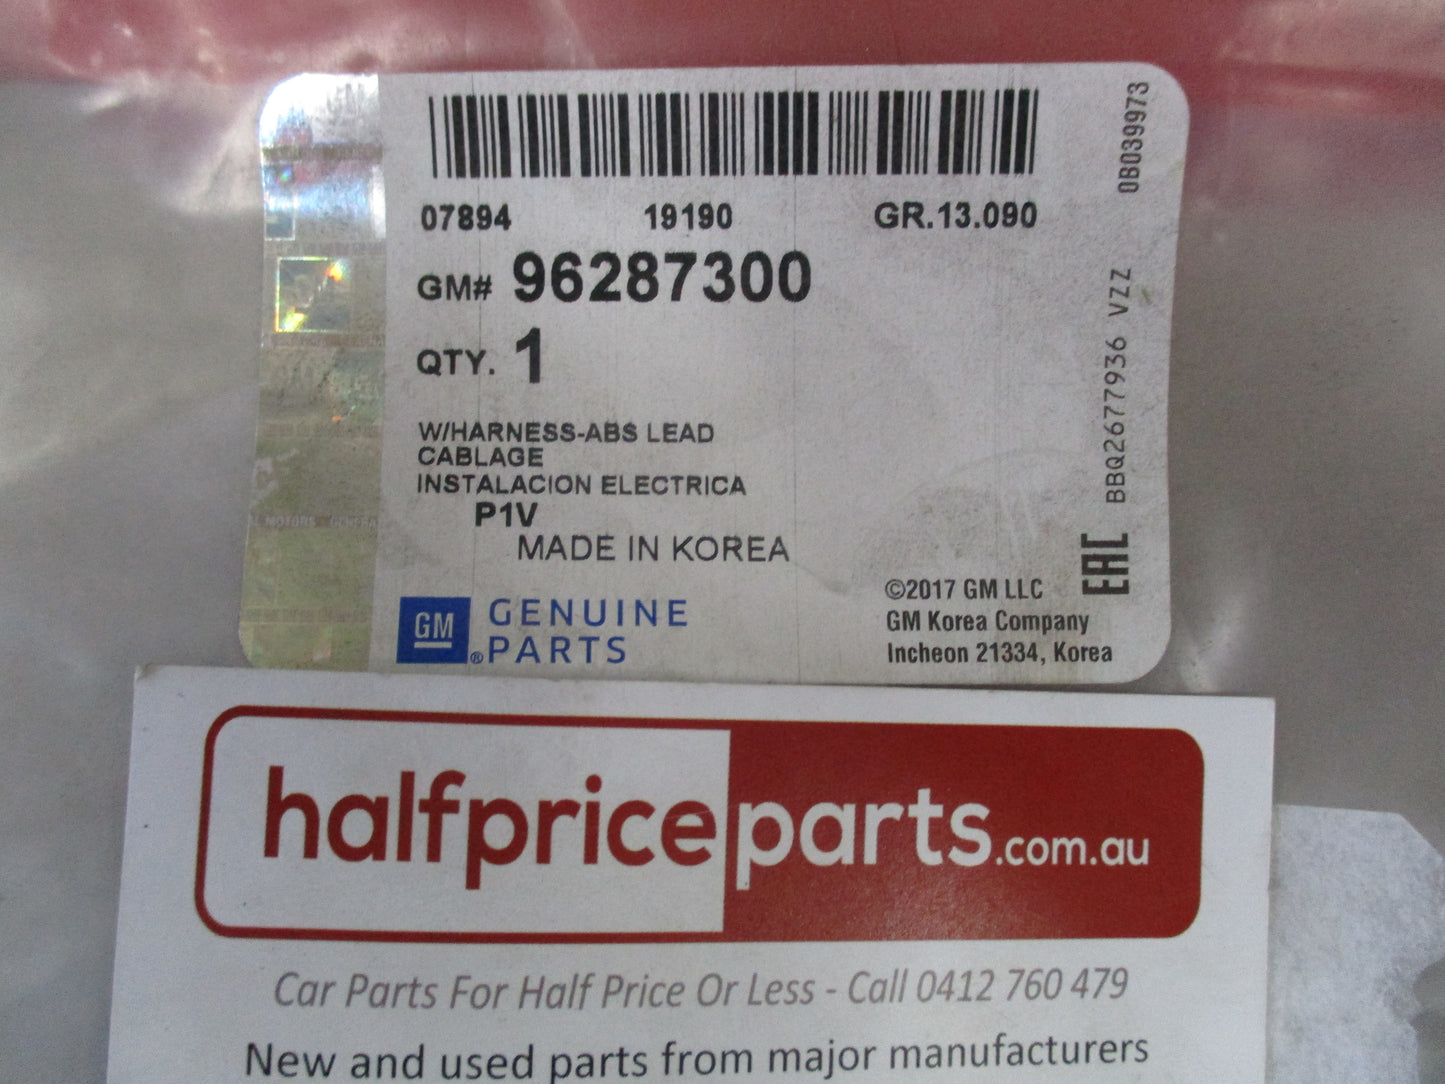 GM
07894 19190 GR.13.090
GM# 96287300
QTY. 1
W/HARNESS-ABS LEAD
CABLAGE
INSTALACION ELECTRICA
P1V
MADE IN KOREA
GM
® GENUINE
PARTS
©2017 GM LLC
GM Korea Company
Incheon 21334, Korea
0B039973
BBQ2677936 VZZ
EAC
MOTORS
halfpriceparts.com.au
Car Parts For Half Price Or Less - Call 0412 760 479
New and used parts from major manufacturers